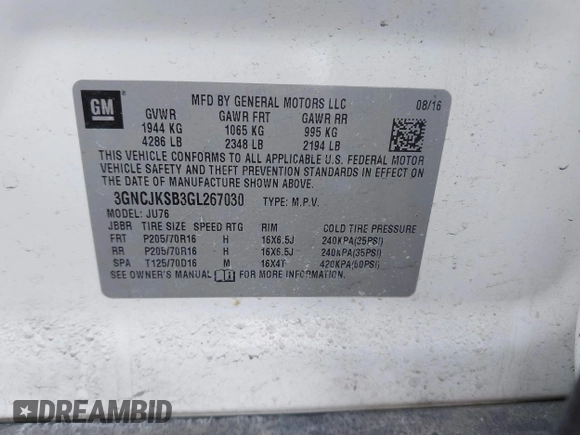 GM
®
MFD BY GENERAL MOTORS LLC 08/16
GVWR GAWR FRT GAWR RR
1944 KG 1065 KG 995 KG
4286 LB 2348 LB 2194 LB
THIS VEHICLE CONFORMS TO ALL APPLICABLE U.S. FEDERAL MOTOR
VEHICLE SAFETY AND THEFT PREVENTION STANDARDS IN EFFECT ON
THE DATE OF MANUFACTURE SHOWN ABOVE.
3GNCJKSB3GL267030 TYPE: M.P.V.
MODEL: JU76
JBBR TIRE SIZE SPEED RTG RIM COLD TIRE PRESSURE
FRT P205/70R16 H 16X6.5J 240KPA(35PSI)
RR P205/70R16 H 16X6.5J 240KPA(35PSI)
SPA T125/70D16 M 16X4T 420KPA(60PSI)
SEE OWNER'S MANUAL FOR MORE INFORMATION.
DREAMBID